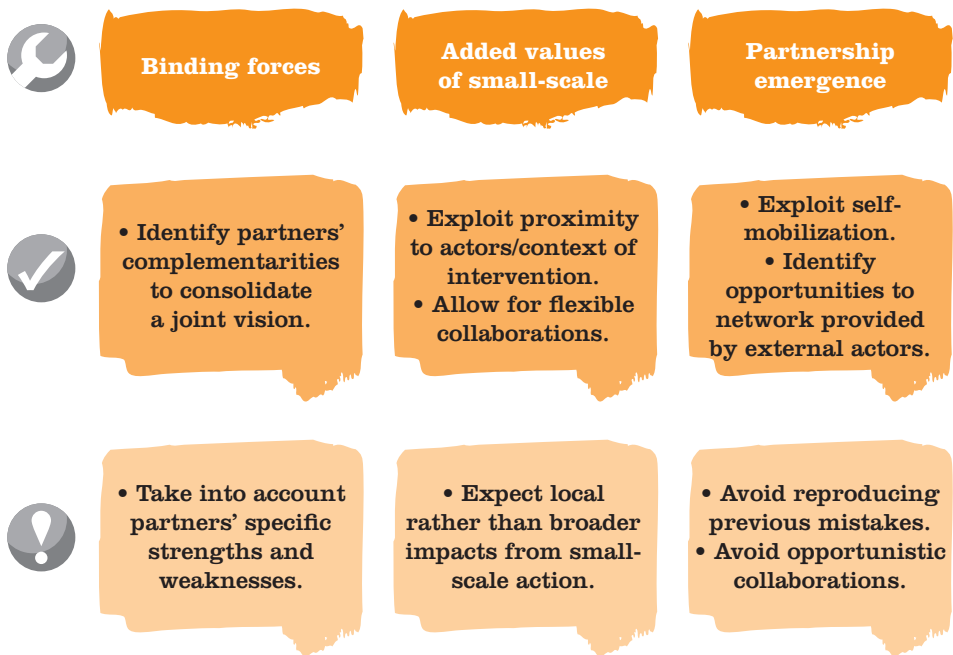 Binding forces
Added values
of small-scale
Partnership
emergence
• Identify partners’
complementarities
to consolidate
a joint vision.
• Exploit proximity
to actors/context of
intervention.
• Allow for flexible
collaborations.
• Exploit self-
mobilization.
• Identify
opportunities to
network provided
by external actors.
• Take into account
partners’ specific
strengths and
weaknesses.
• Expect local
rather than broader
impacts from small-
scale action.
• Avoid reproducing
previous mistakes.
• Avoid opportunistic
collaborations.